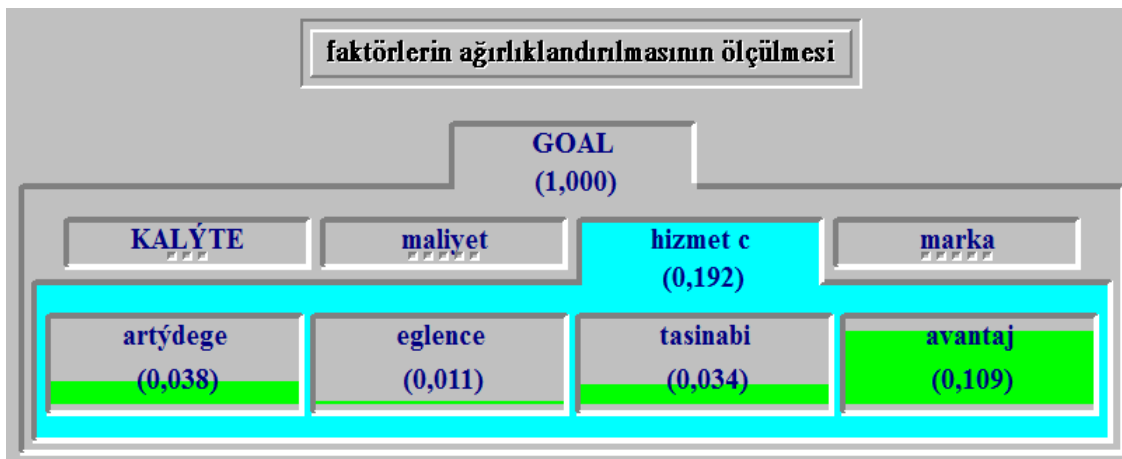 faktörlerin ağırlıklandırılmasının ölçülmesi
GOAL
(1,000)
KALÝTE maliyet hizmet c marka
(0,192)
artýdege eglence tasinabi avantaj
(0,038) (0,011) (0,034) (0,109)